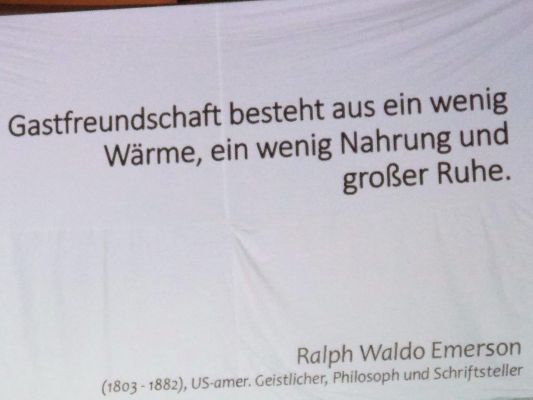 Gastfreundschaft besteht aus ein wenig
Wärme, ein wenig Nahrung und
großer Ruhe.
Ralph Waldo Emerson
(1803 - 1882), US-amer. Geistlicher, Philosoph und Schriftsteller